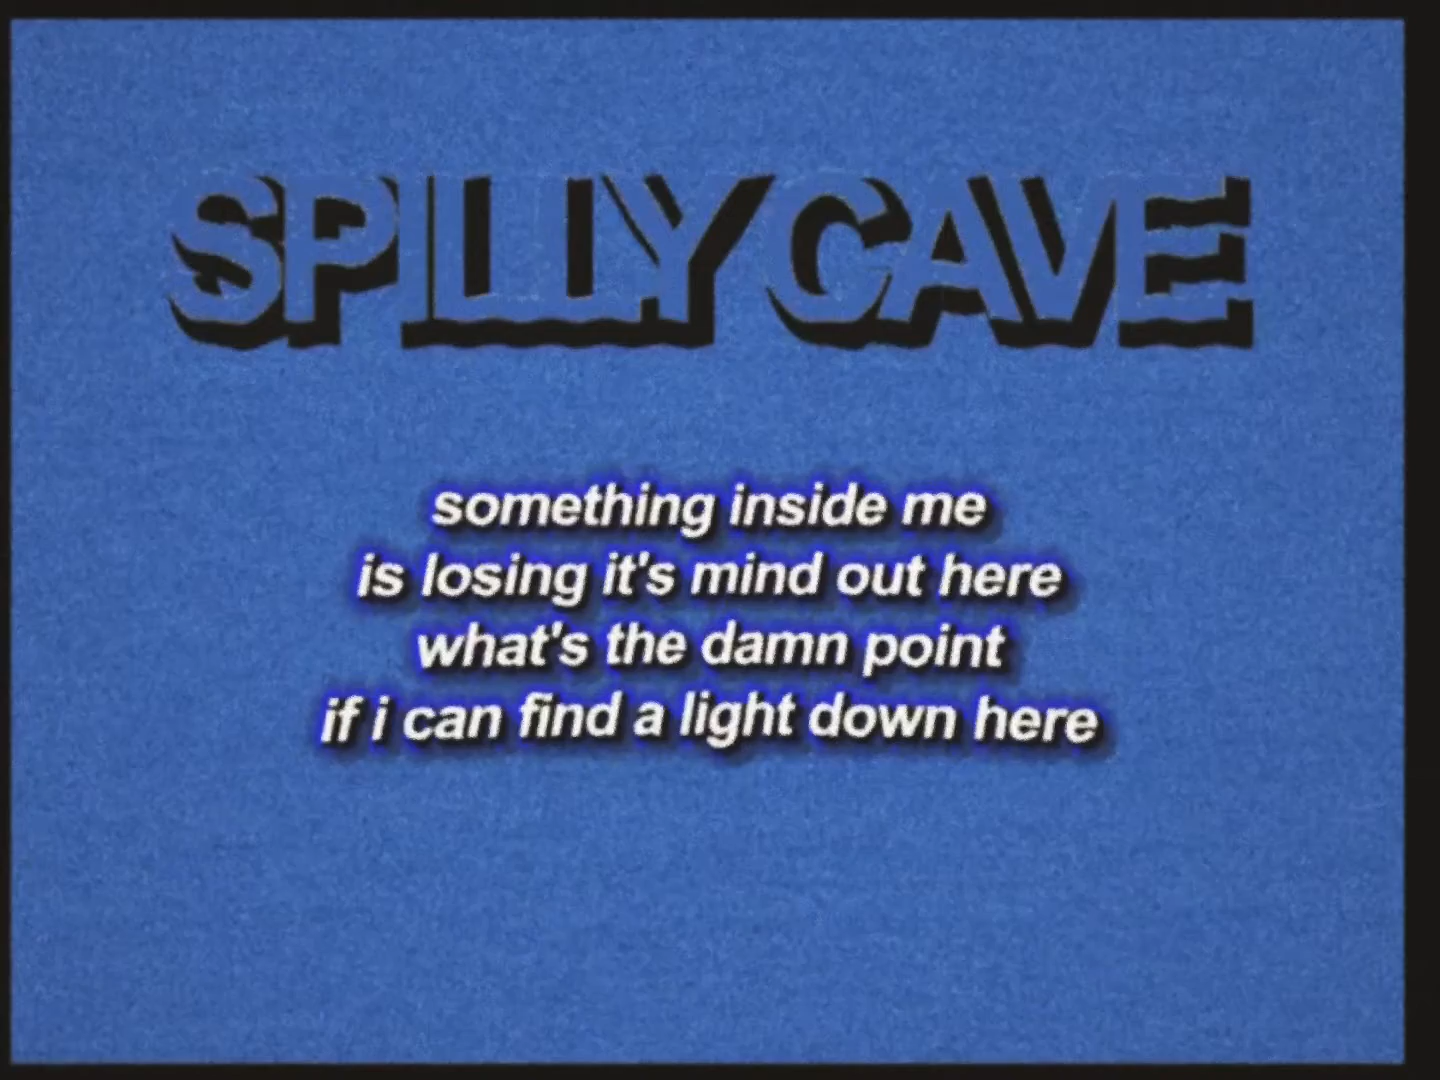 SPILLY CAVE
something inside me
is losing it's mind out here
what's the damn point
if i can find a light down here